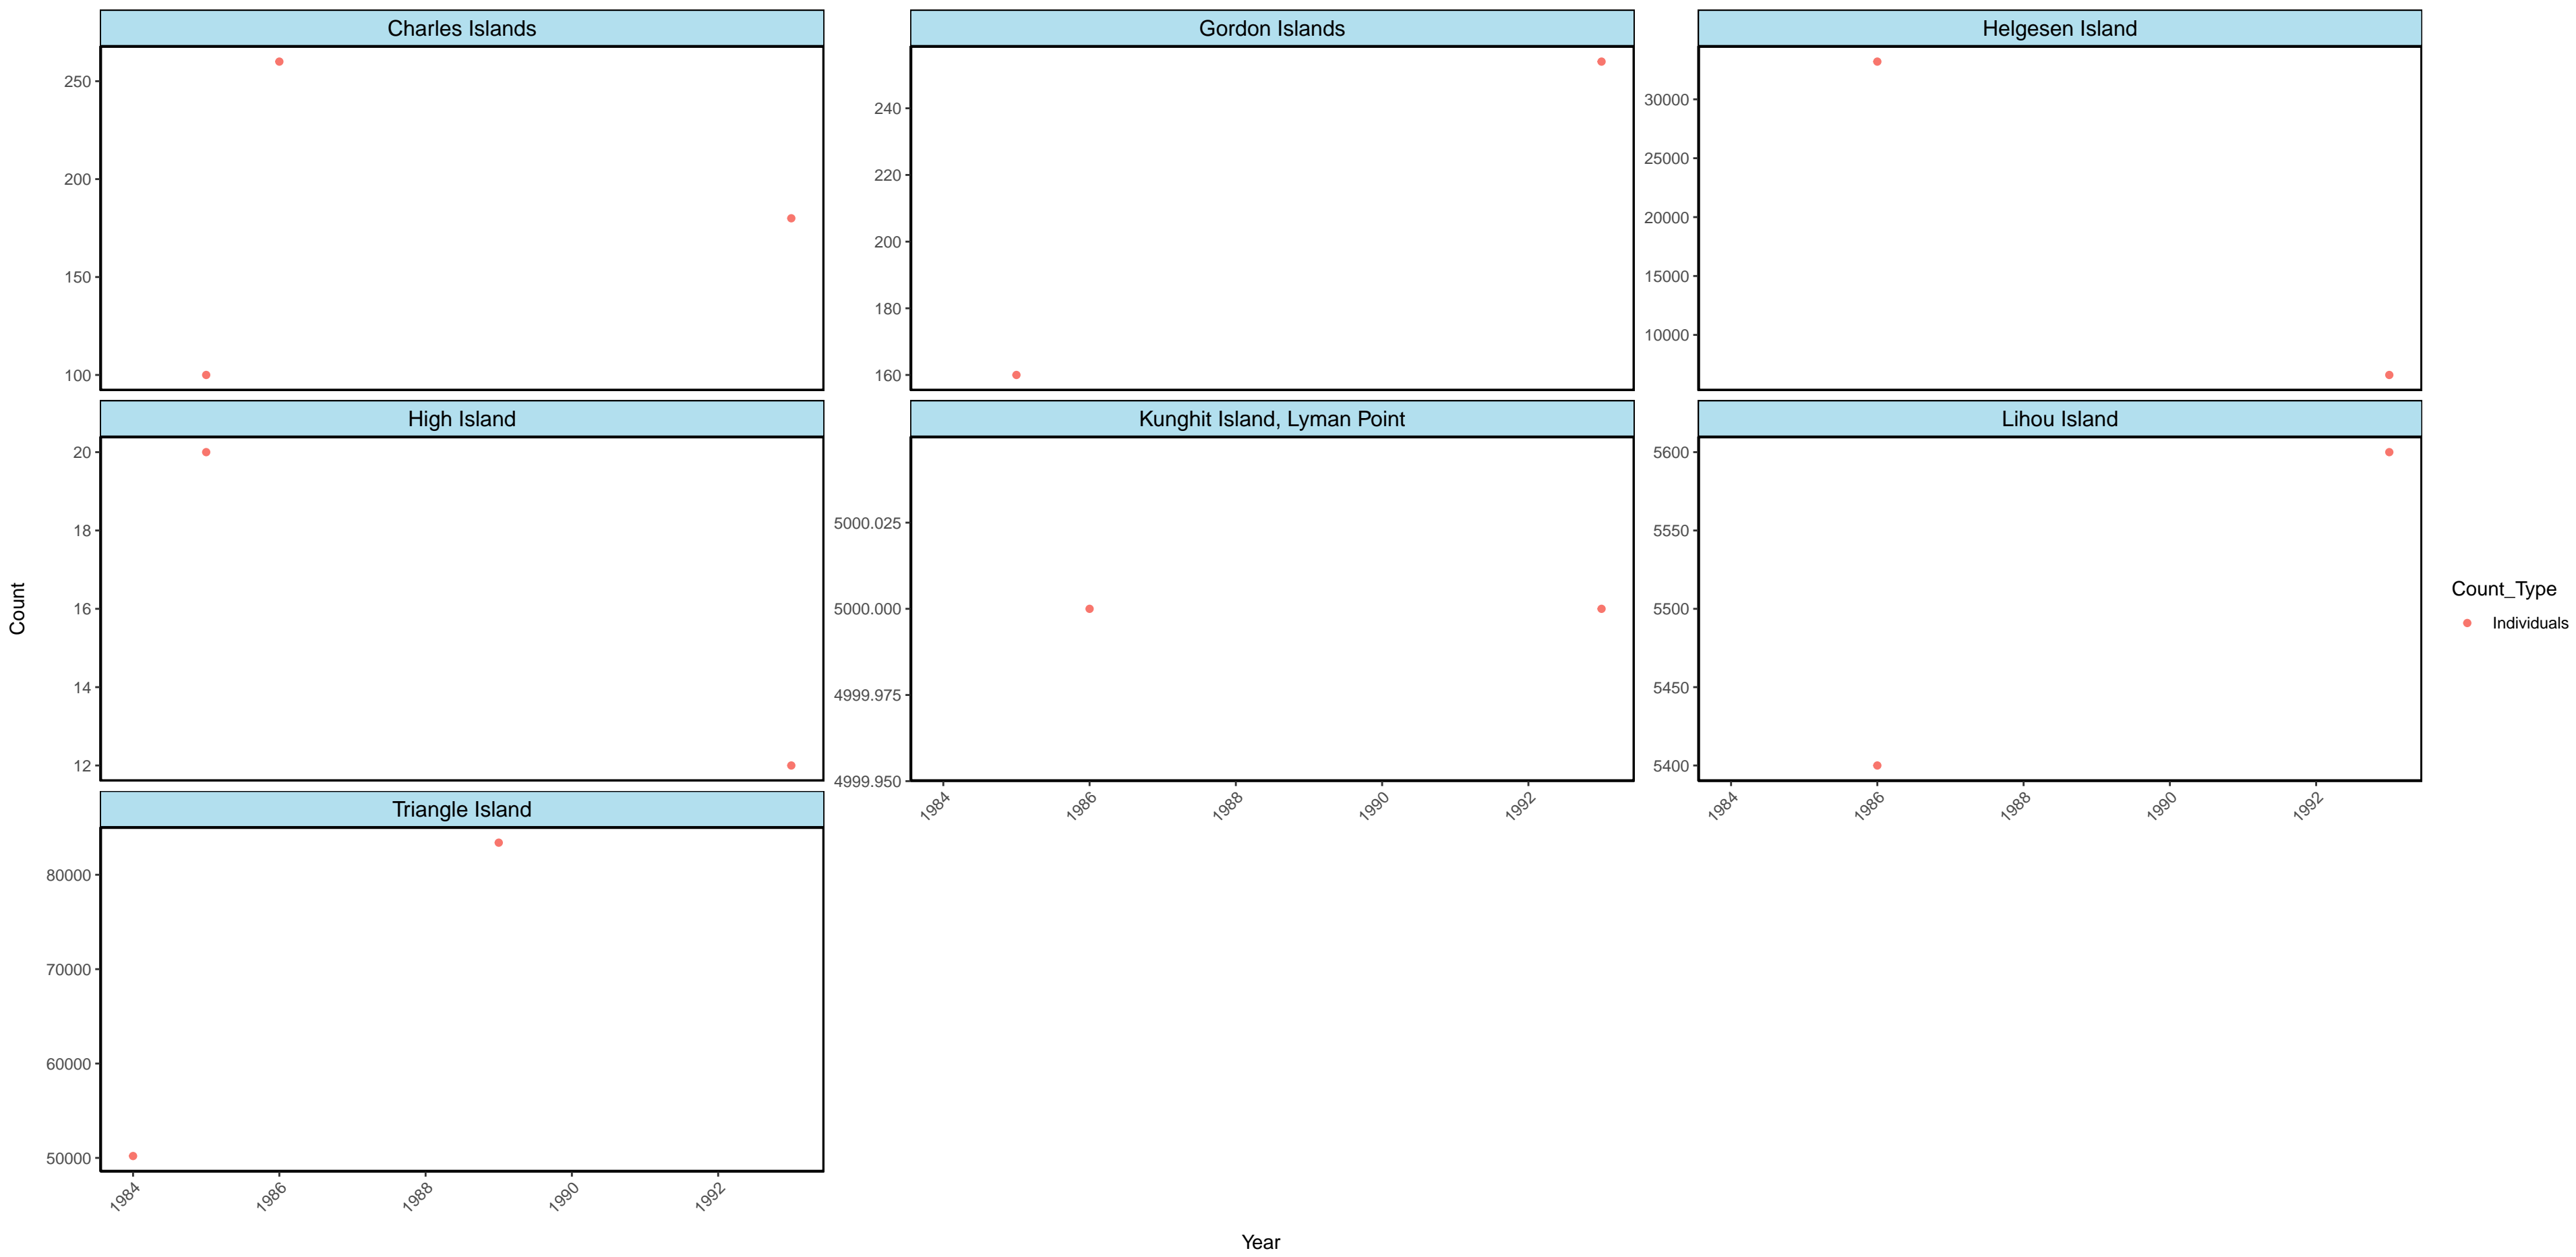 Charles Islands
Gordon Islands
Helgesen Island
250
200
150
100
240
220
200
180
160
30000
25000
20000
15000
10000
High Island
Kunghit Island, Lyman Point
Lihou Island
20
18
16
14
12
5000.025
5000.000
4999.975
4999.950
5600
5550
5500
5450
5400
1984 1986 1988 1990 1992
1984 1986 1988 1990 1992
Triangle Island
80000
70000
60000
50000
1984 1986 1988 1990 1992
Year
Count
Count_Type
Individuals